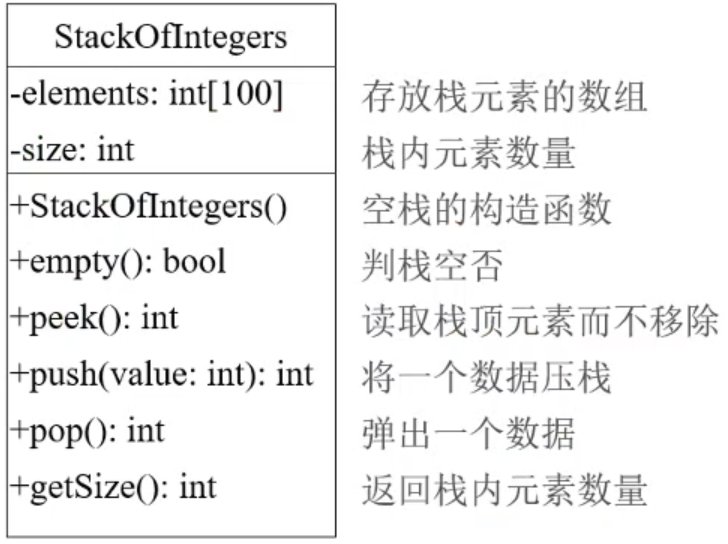 StackOfIntegers
-elements: int[100] 存放栈元素的数组
-size: int 栈内元素数量
+StackOfIntegers() 空栈的构造函数
+empty(): bool 判栈空否
+peek(): int 读取栈顶元素而不移除
+push(value: int): int 将一个数据压栈
+pop(): int 弹出一个数据
+getSize(): int 返回栈内元素数量